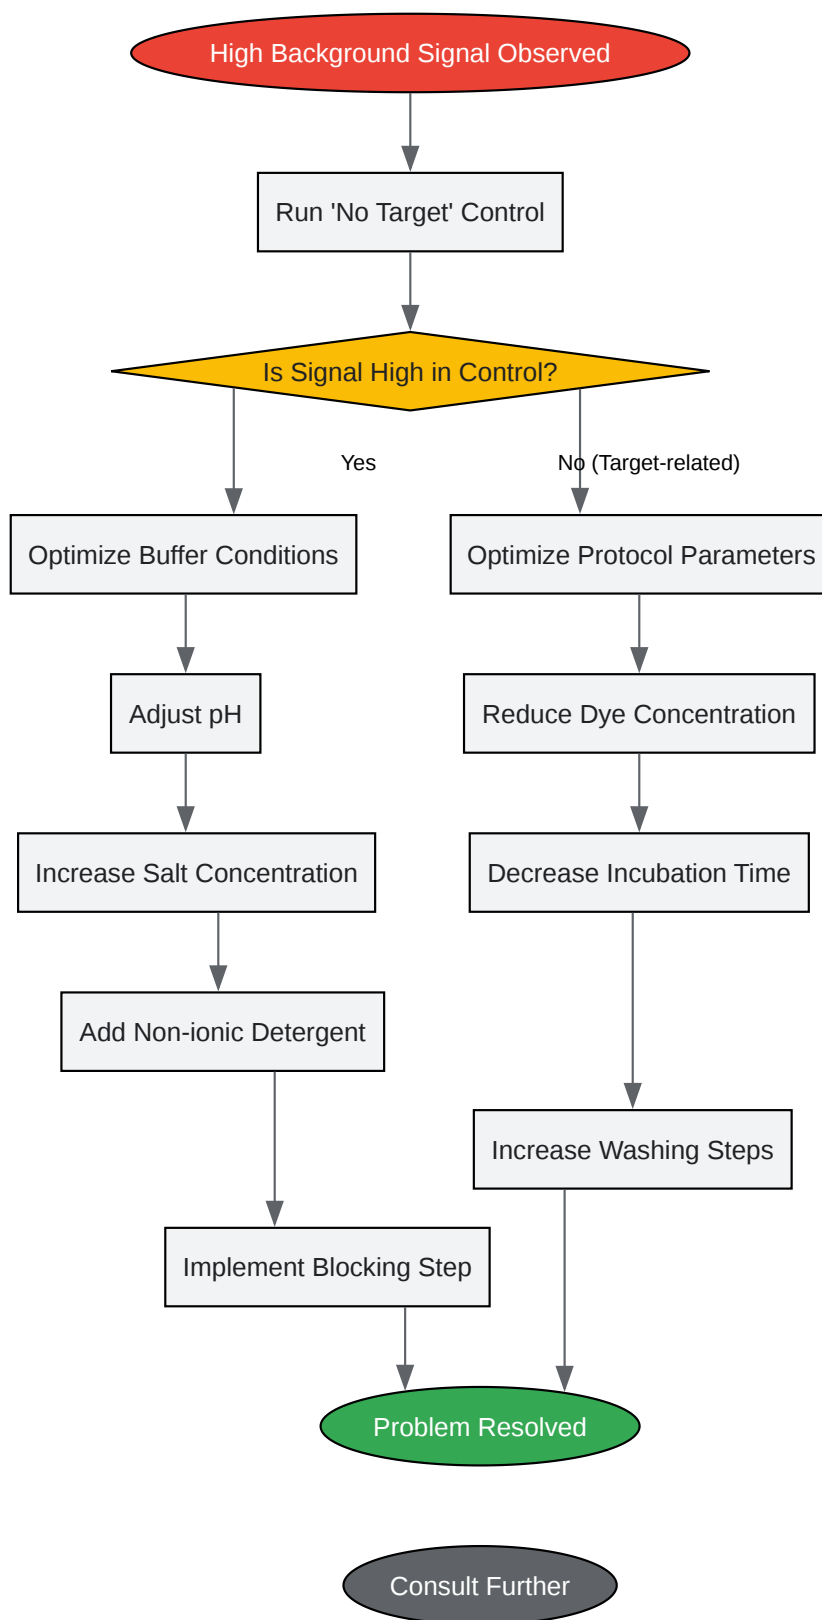 High Background Signal Observed
Run 'No Target' Control
Is Signal High in Control?
Yes
No (Target-related)
Optimize Buffer Conditions
Optimize Protocol Parameters
Adjust pH
Reduce Dye Concentration
Increase Salt Concentration
Decrease Incubation Time
Add Non-ionic Detergent
Increase Washing Steps
Implement Blocking Step
Problem Resolved
Consult Further